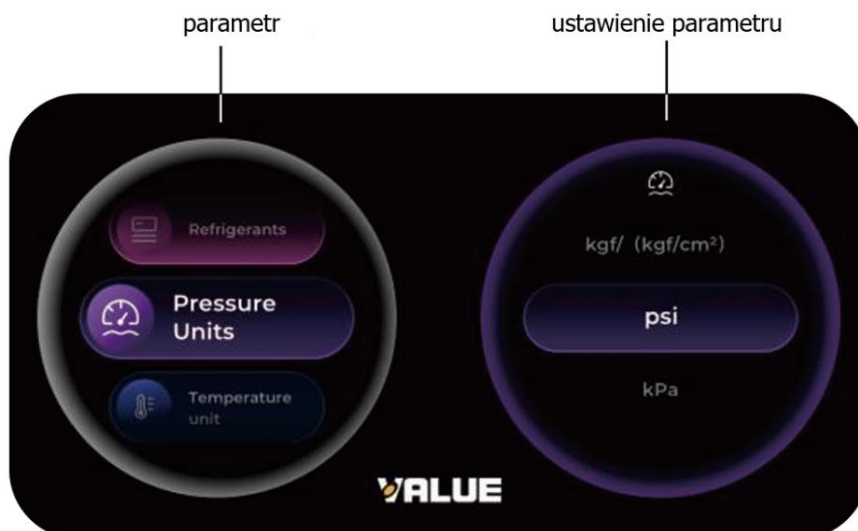 parametr
ustawienie parametru
Refrigerants
Pressure
Units
Temperature
unit
kgf/ (kgf/cm²)
psi
kPa
VALUE